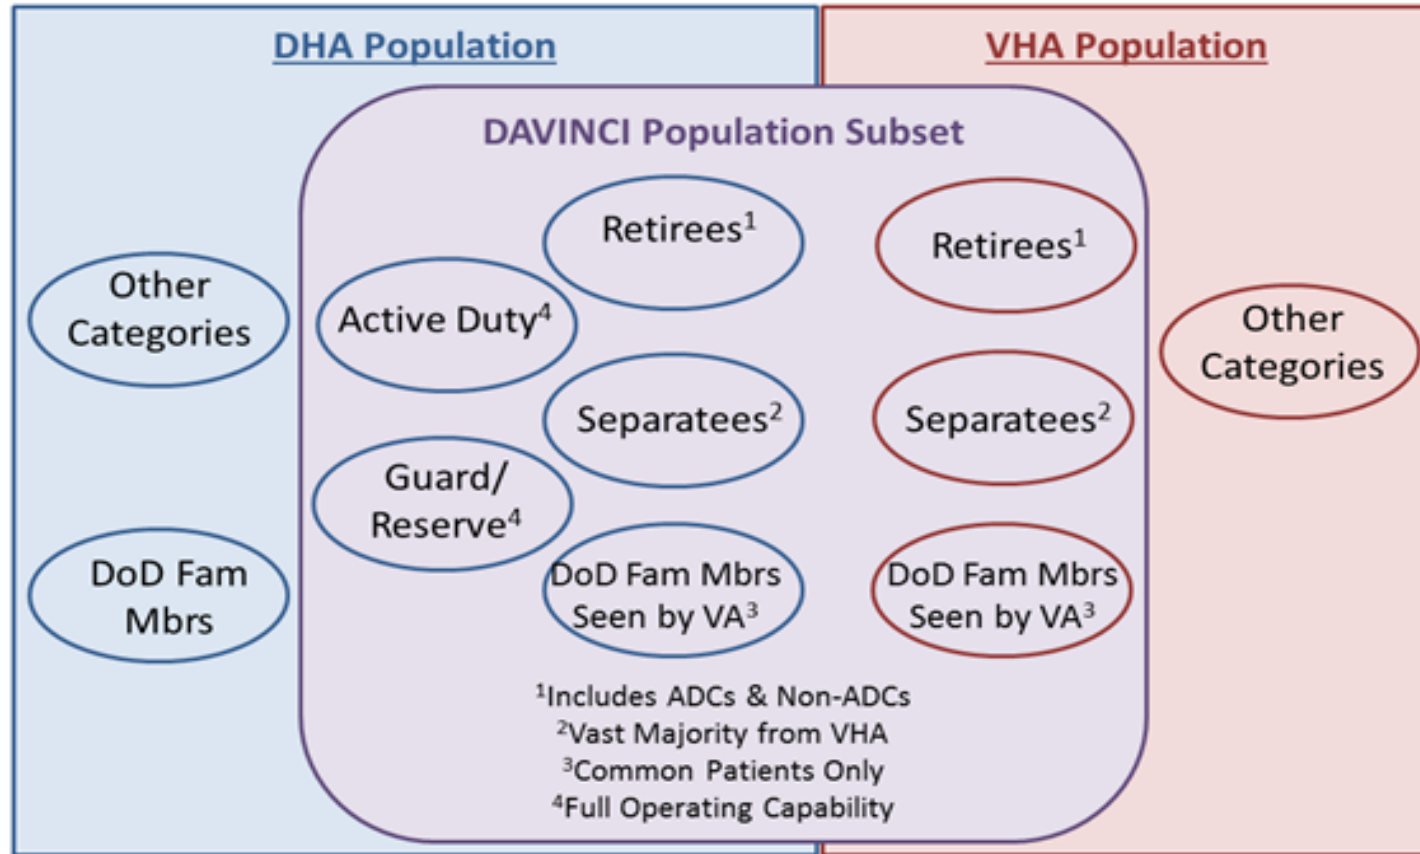 DHA Population
VHA Population
DAVINCI Population Subset
Retirees¹
Retirees¹
Other
Categories
Active Duty⁴
Other
Categories
Separatees²
Separatees²
Guard/
Reserve⁴
DoD Fam
Mbrs
DoD Fam Mbrs
Seen by VA³
DoD Fam Mbrs
Seen by VA³
¹Includes ADCs & Non-ADCs
²Vast Majority from VHA
³Common Patients Only
⁴Full Operating Capability